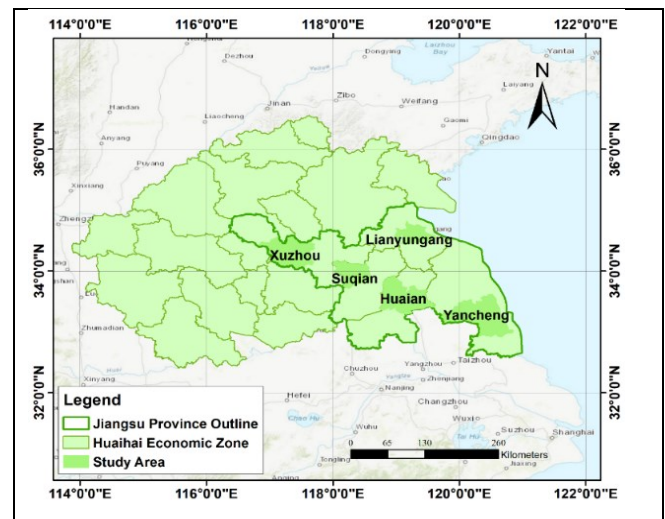 114°0'0"E 116°0'0"E 118°0'0"E 120°0'0"E 122°0'0"E
Dezhou
Dongying
Laizhou Bay
Yantai
N
Laiyang
Zibo
Weifang
Handan
Jinan
Liaocheng
Gaomi
Anyang
Qingdao
36°0'0"N 36°0'0"N
Puyang
Xinxiang
Lianyungang
Xuzhou
34°0'0"N 34°0'0"N
Suqian
Huaian
Yancheng
Zhumadian
Taizhou
Chuzhou
Yangzhou
Xinyang
Zhenjiang
Nanjing
Hefei
Changzhou
32°0'0"N 32°0'0"N
Wuxi
Chao Hu
Wuhu
Tai Hu
Suzhou
Shanghai
Tongling
Jiaxing
Anqing
Legend
Jiangsu Province Outline
Huaihai Economic Zone
Study Area
0 65 130 260
Kilometers
114°0'0"E 116°0'0"E 118°0'0"E 120°0'0"E 122°0'0"E